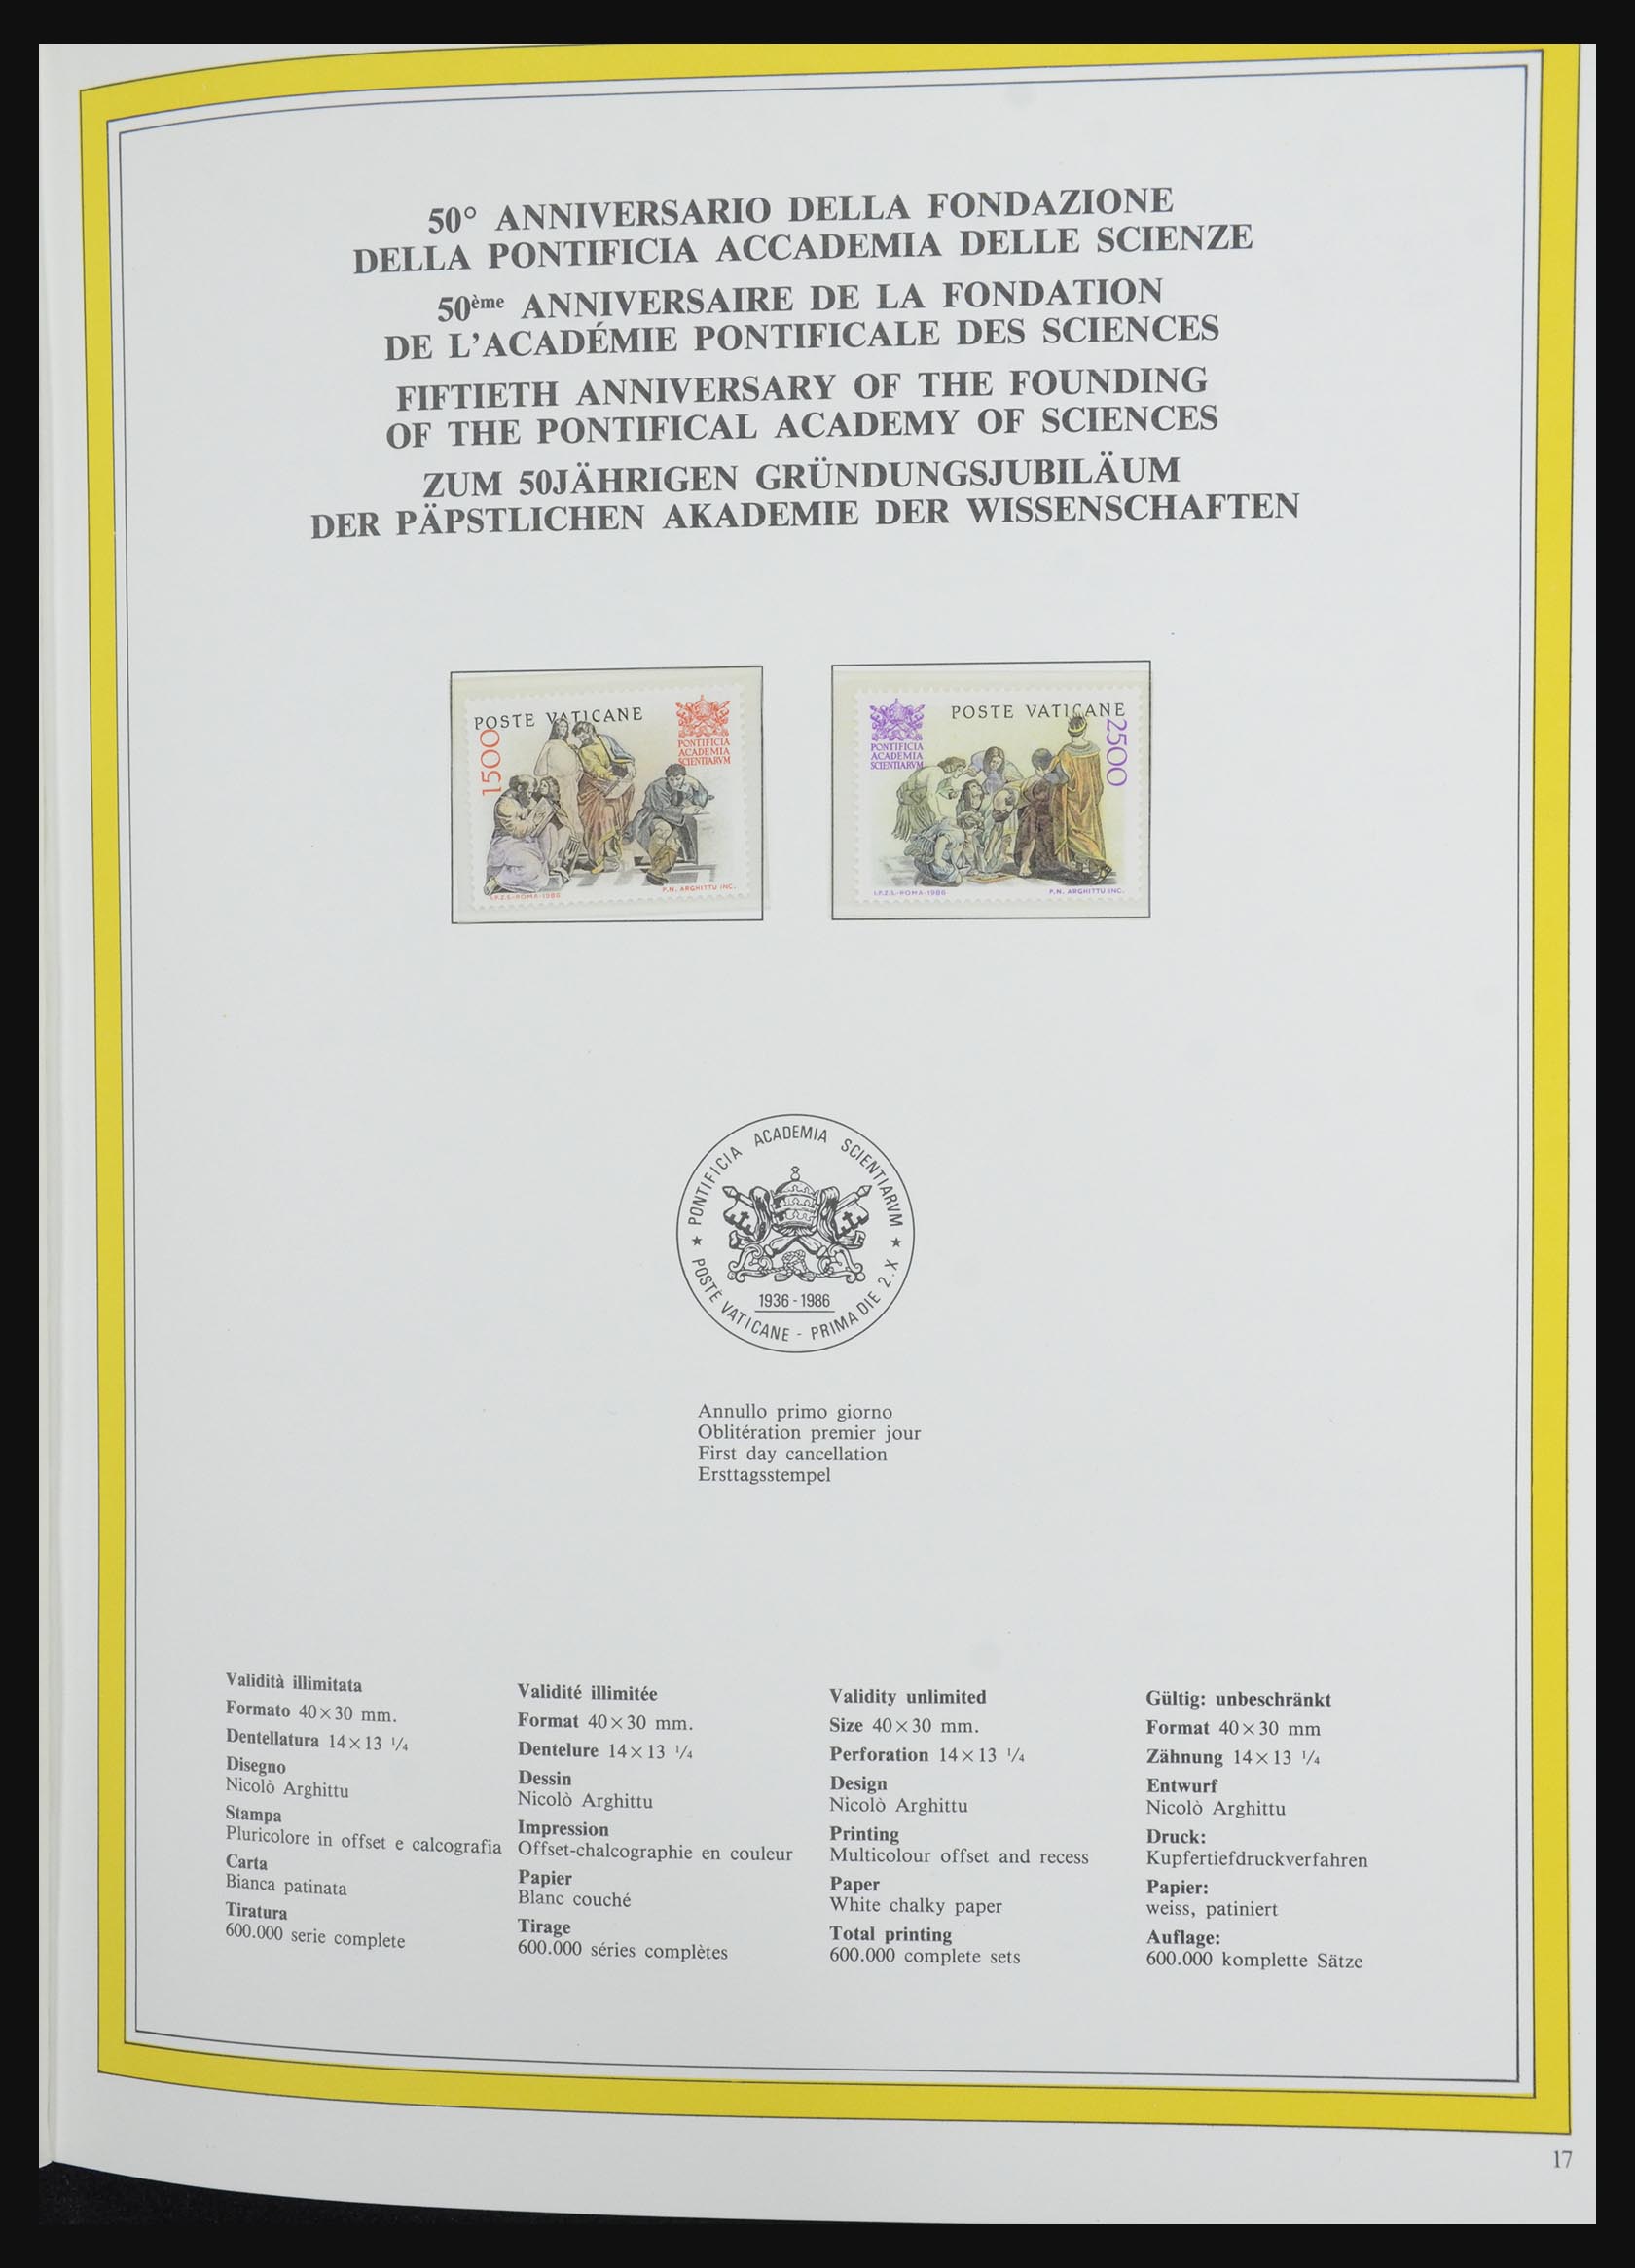 50° ANNIVERSARIO DELLA FONDAZIONE
DELLA PONTIFICIA ACCADEMIA DELLE SCIENZE
50ème ANNIVERSAIRE DE LA FONDATION
DE L'ACADÉMIE PONTIFICALE DES SCIENCES
FIFTIETH ANNIVERSARY OF THE FOUNDING
OF THE PONTIFICAL ACADEMY OF SCIENCES
ZUM 50JÄHRIGEN GRÜNDUNGSJUBILÄUM
DER PÄPSTLICHEN AKADEMIE DER WISSENSCHAFTEN
POSTE VATICANE
1500
PONTIFICIA
ACADEMIA
SCIENTIARVM
I.P.Z.S.-ROMA-1986
P.N. ARGHITTU INC.
POSTE VATICANE
2500
PONTIFICIA
ACADEMIA
SCIENTIARVM
I.P.Z.S.-ROMA-1986
P.N. ARGHITTU INC.
★ PONTIFICIA ACADEMIA SCIENTIARVM ★
1936 - 1986
POSTE VATICANE - PRIMA DIE 2.X
Annullo primo giorno
Oblitération premier jour
First day cancellation
Ersttagsstempel
Validità illimitata
Formato 40×30 mm.
Dentellatura 14×13 1/4
Disegno
Nicolò Arghittu
Stampa
Pluricolore in offset e calcografia
Carta
Bianca patinata
Tiratura
600.000 serie complete
Validité illimitée
Format 40×30 mm.
Dentelure 14×13 1/4
Dessin
Nicolò Arghittu
Impression
Offset-chalcographie en couleur
Papier
Blanc couché
Tirage
600.000 séries complètes
Validity unlimited
Size 40×30 mm.
Perforation 14×13 1/4
Design
Nicolò Arghittu
Printing
Multicolour offset and recess
Paper
White chalky paper
Total printing
600.000 complete sets
Gültig: unbeschränkt
Format 40×30 mm
Zähnung 14×13 1/4
Entwurf
Nicolò Arghittu
Druck:
Kupfertiefdruckverfahren
Papier:
weiss, patiniert
Auflage:
600.000 komplette Sätze
17